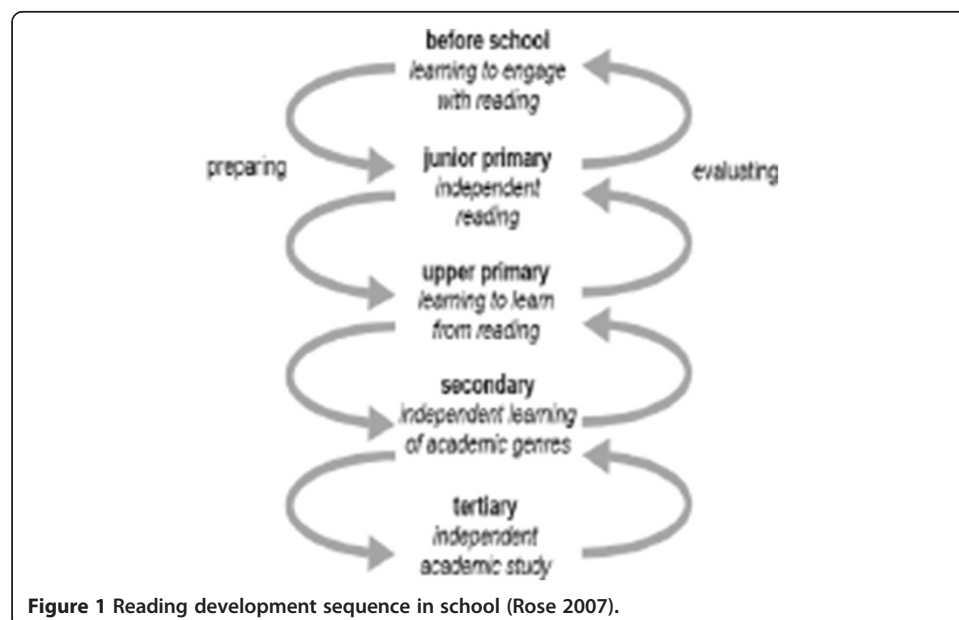 before school
learning to engage
with reading
preparing
junior primary
evaluating
independent
reading
upper primary
learning to learn
from reading
secondary
independent learning
of academic genres
tertiary
independent
academic study
Figure 1 Reading development sequence in school (Rose 2007).